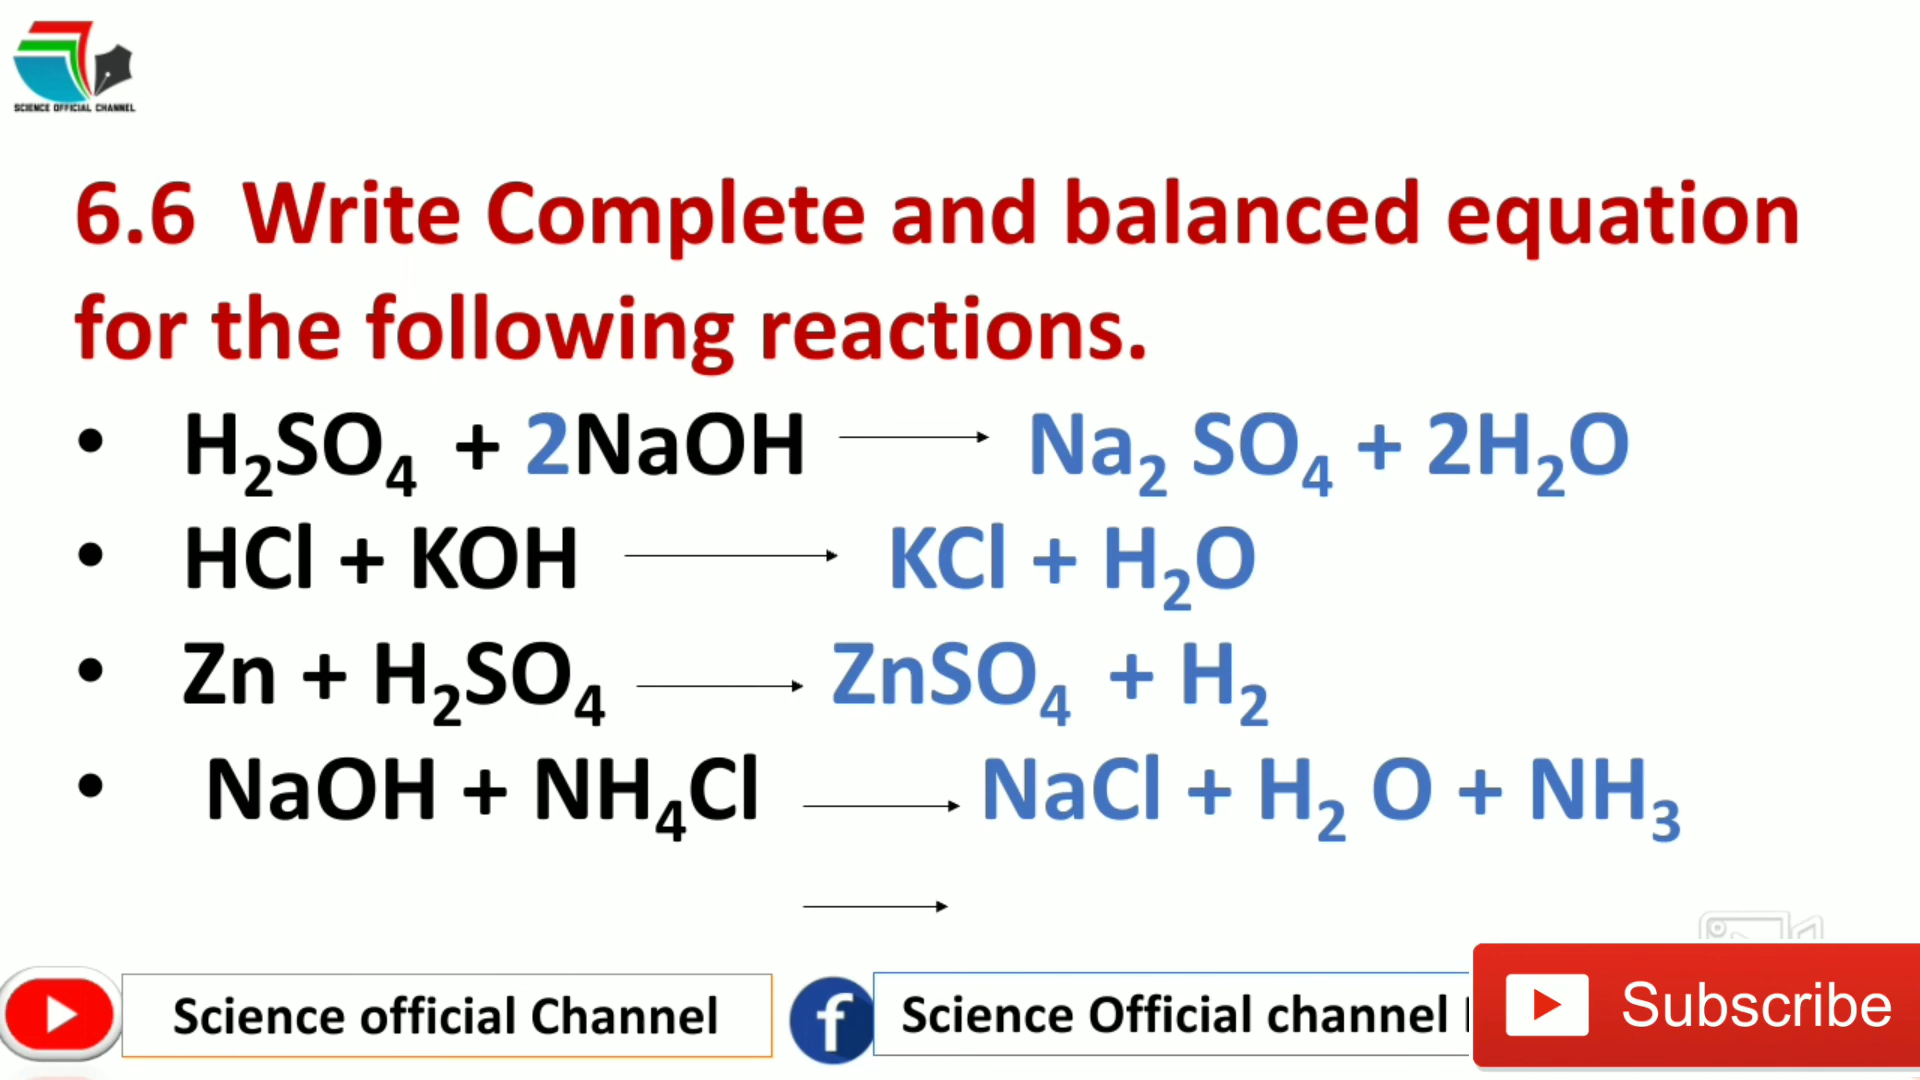 SCIENCE OFFICIAL CHANNEL
6.6 Write Complete and balanced equation
for the following reactions.
• H₂SO₄ + 2NaOH ⟶ Na₂ SO₄ + 2H₂O
• HCl + KOH ⟶ KCl + H₂O
• Zn + H₂SO₄ ⟶ ZnSO₄ + H₂
• NaOH + NH₄Cl ⟶ NaCl + H₂ O + NH₃
⟶
Science official Channel
f Science Official channel
Subscribe